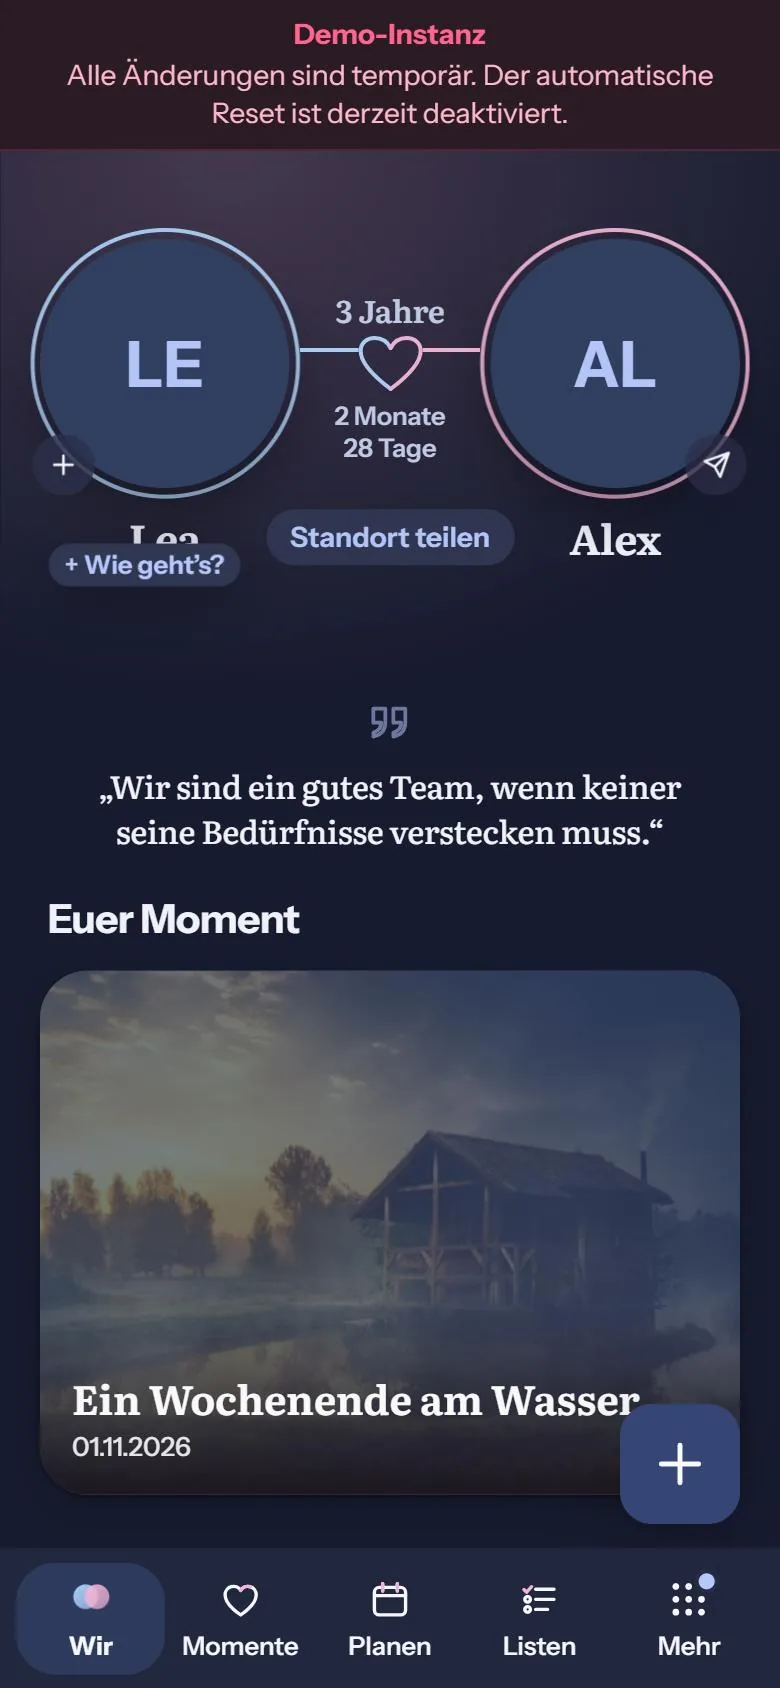 Demo-Instanz
Alle Änderungen sind temporär. Der automatische
Reset ist derzeit deaktiviert.
LE
3 Jahre
2 Monate
28 Tage
AL
Lea
+ Wie geht’s?
Standort teilen
Alex
„Wir sind ein gutes Team, wenn keiner
seine Bedürfnisse verstecken muss.“
Euer Moment
Ein Wochenende am Wasser
01.11.2026
Wir
Momente
Planen
Listen
Mehr